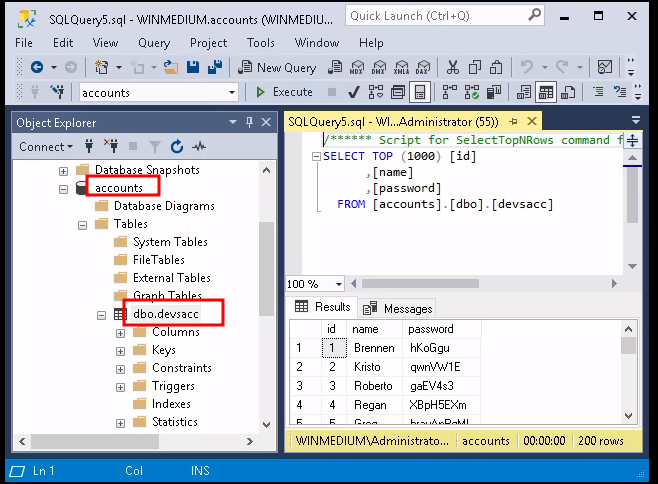 SQLQuery5.sql - WINMEDIUM.accounts (WINMEDIU...
Quick Launch (Ctrl+Q)
File Edit View Query Project Tools Window Help
New Query MDX DMX XMLA DAX
accounts Execute
Object Explorer
Connect
Database Snapshots
accounts
Database Diagrams
Tables
System Tables
FileTables
External Tables
Graph Tables
dbo.devsacc
Columns
Keys
Constraints
Triggers
Indexes
Statistics
SQLQuery5.sql - WI...Administrator (55))
/****** Script for SelectTopNRows command f
SELECT TOP (1000) [id]
,[name]
,[password]
FROM [accounts].[dbo].[devsacc]
100 %
Results Messages
id name password
1 1 Brennen hKoGgu
2 2 Kristo qwnVW1E
3 3 Roberto gaEV4s3
4 4 Regan XBpH5EXm
5 5 Greg
WINMEDIUM\Administrato... accounts 00:00:00 200 rows
Ln 1 Col INS